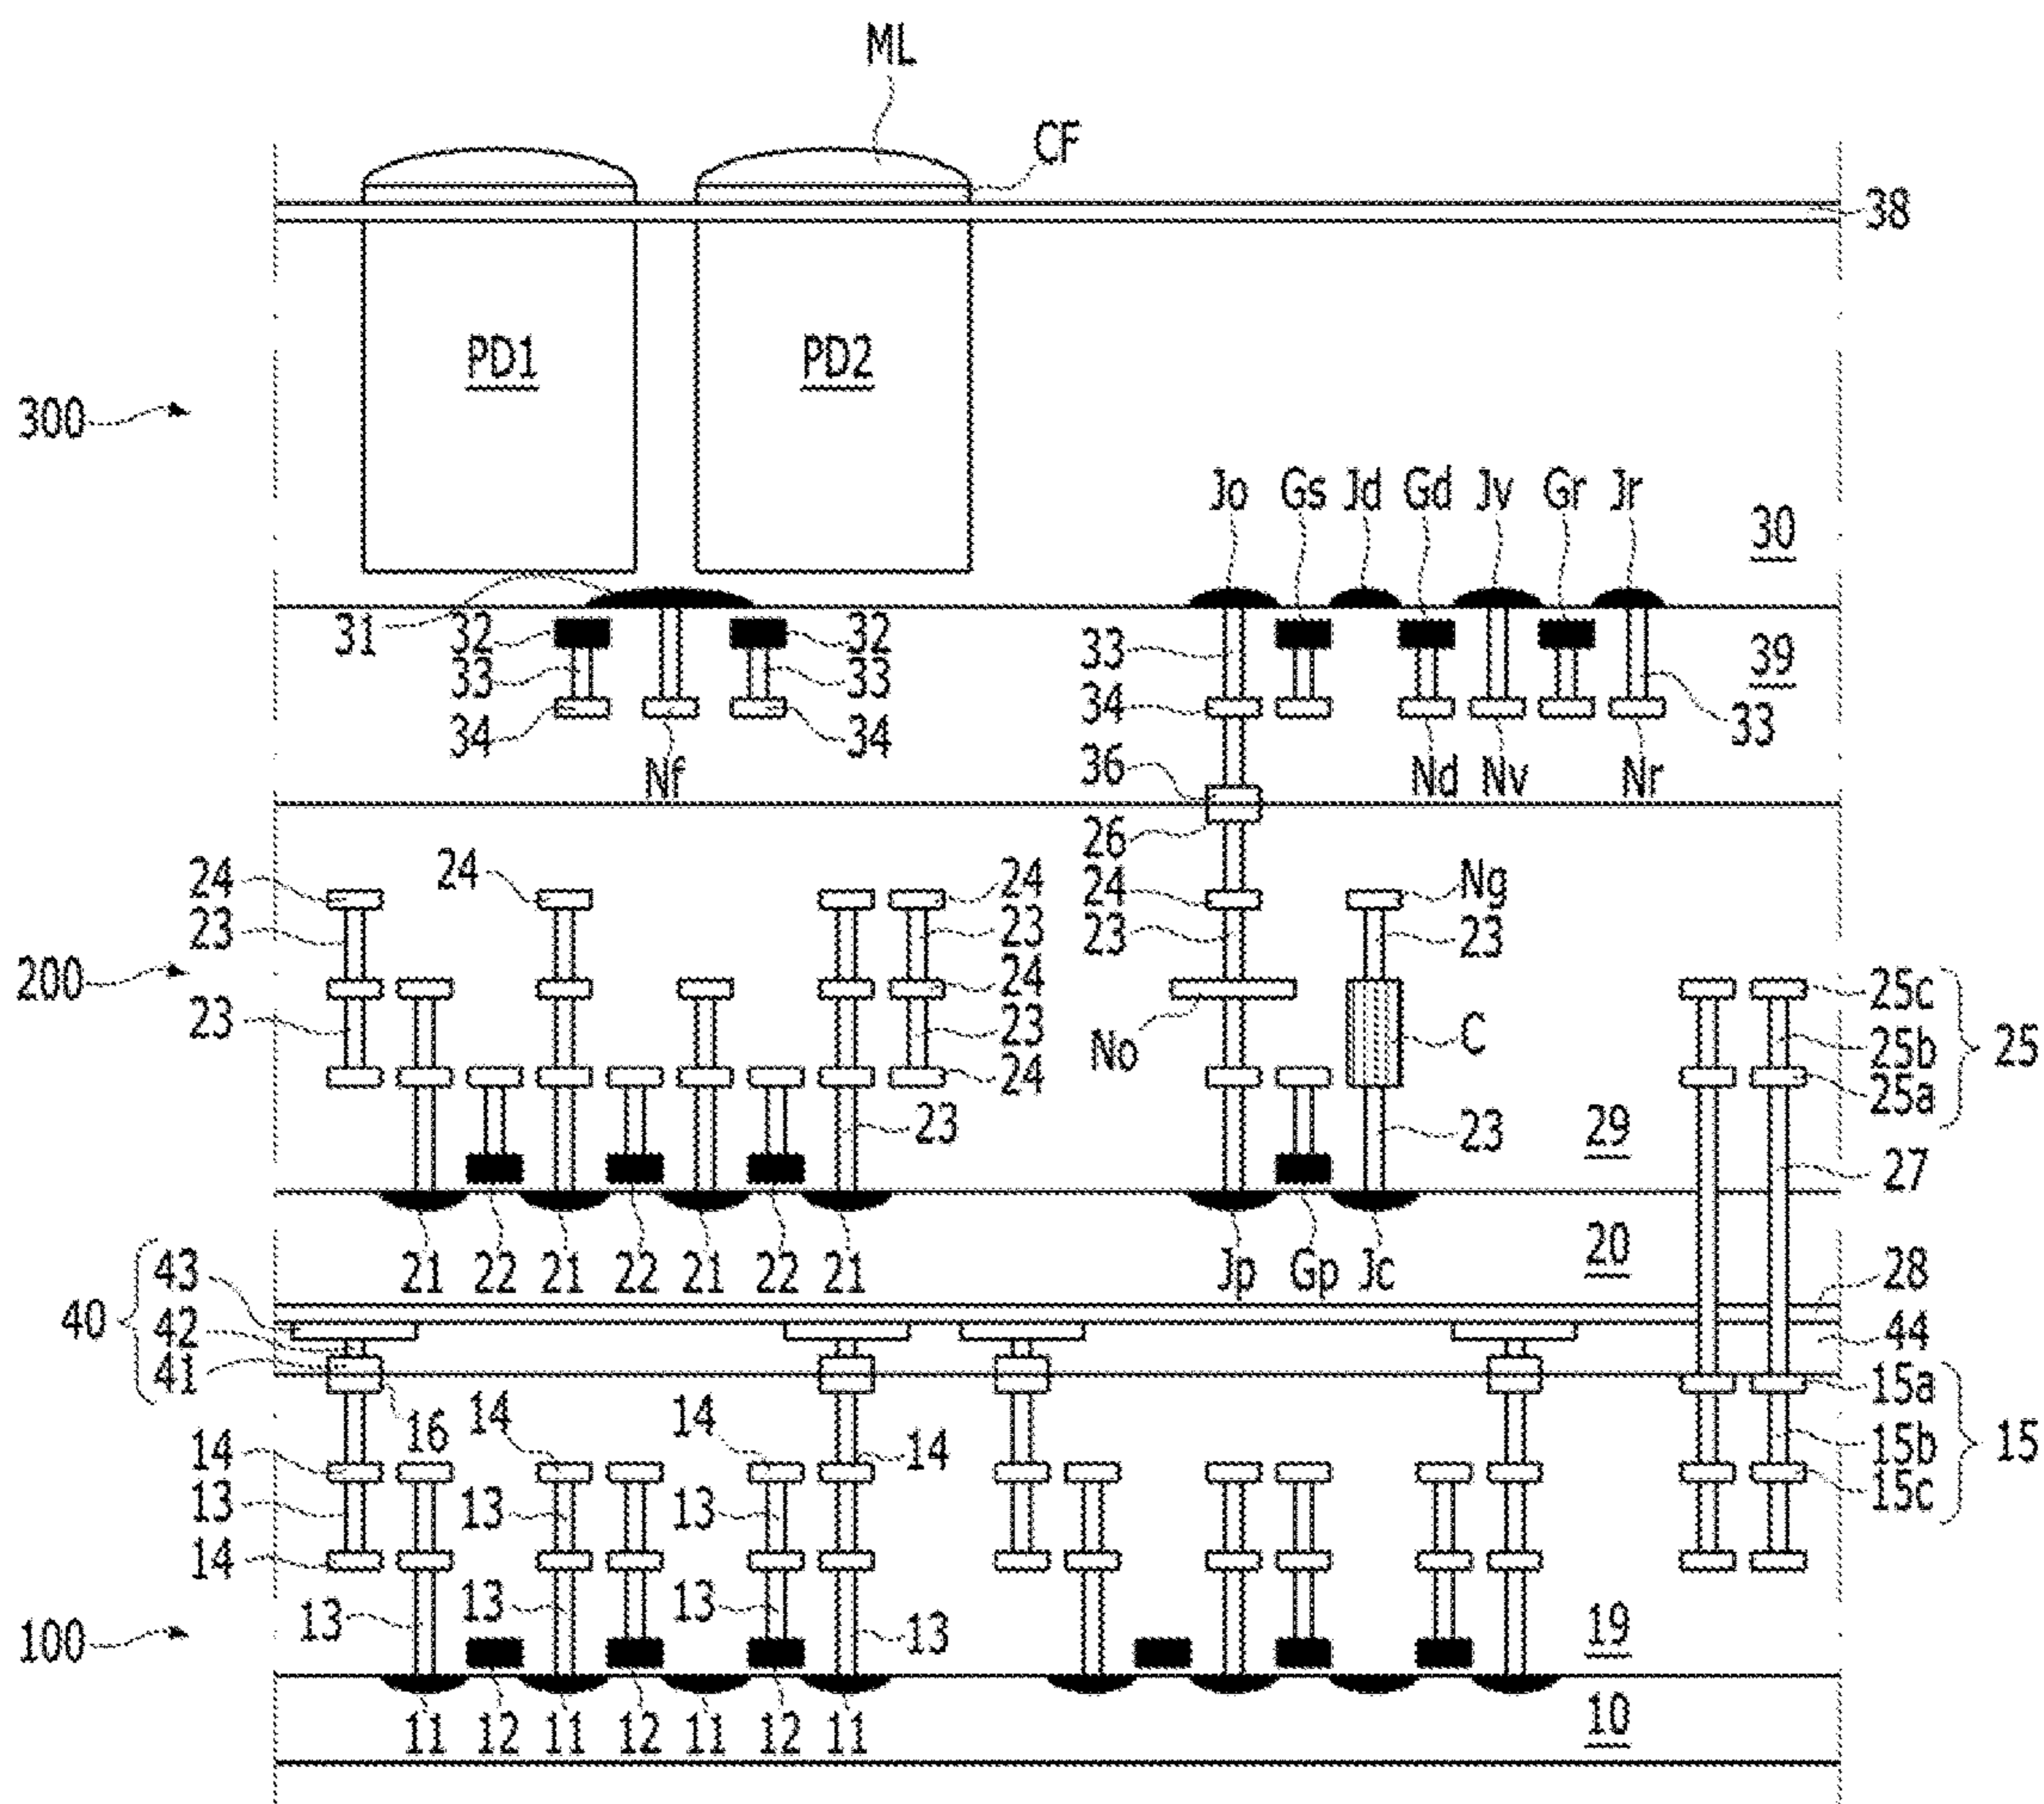 ML
CF
38
PD1 PD2
300
Jo Gs Jd Gd Jv Gr Jr
30
31 32 32 33 39
33 33
34 34 34 33
Nf 36 Nd Nv Nr
26
24 24 24 24 Ng
23 23 23 23
200 24 25c
23 23 No C 25b 25
24 25a
23 23 29
27
20
43 21 22 21 22 21 22 21 Jp Gp Jc 28
40 42 44
41 15a
16 14 14 14 15b 15
14 15c
13 13 13
14
13 13 13 13 19
100
10
11 12 11 12 11 12 11